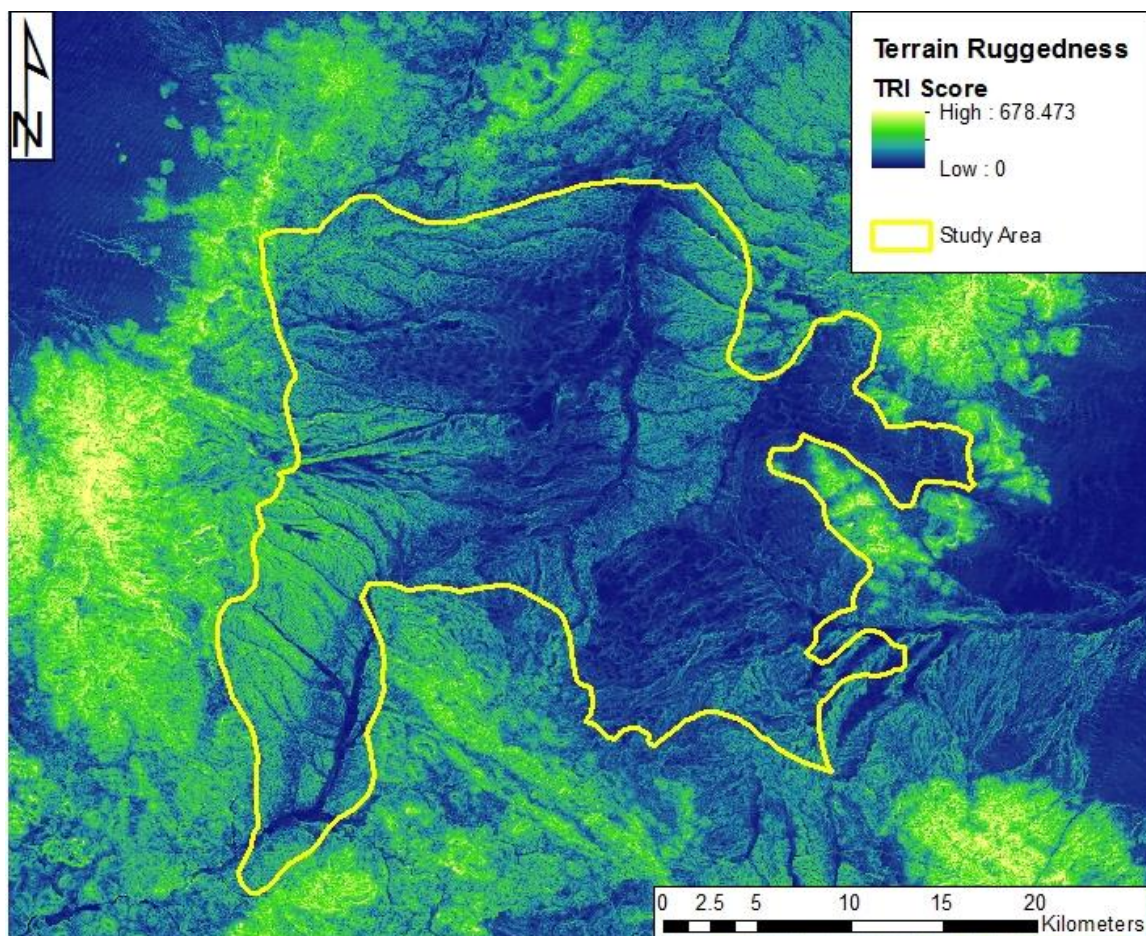 N
Terrain Ruggedness
TRI Score
High : 678.473
Low : 0
Study Area
0 2.5 5 10 15 20
Kilometers